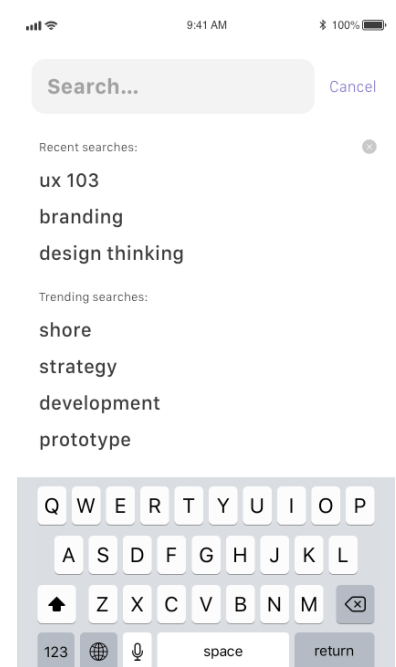 9:41 AM
100%
Search...
Cancel
Recent searches:
ux 103
branding
design thinking
Trending searches:
shore
strategy
development
prototype
Q W E R T Y U I O P
A S D F G H J K L
Z X C V B N M
123 space return